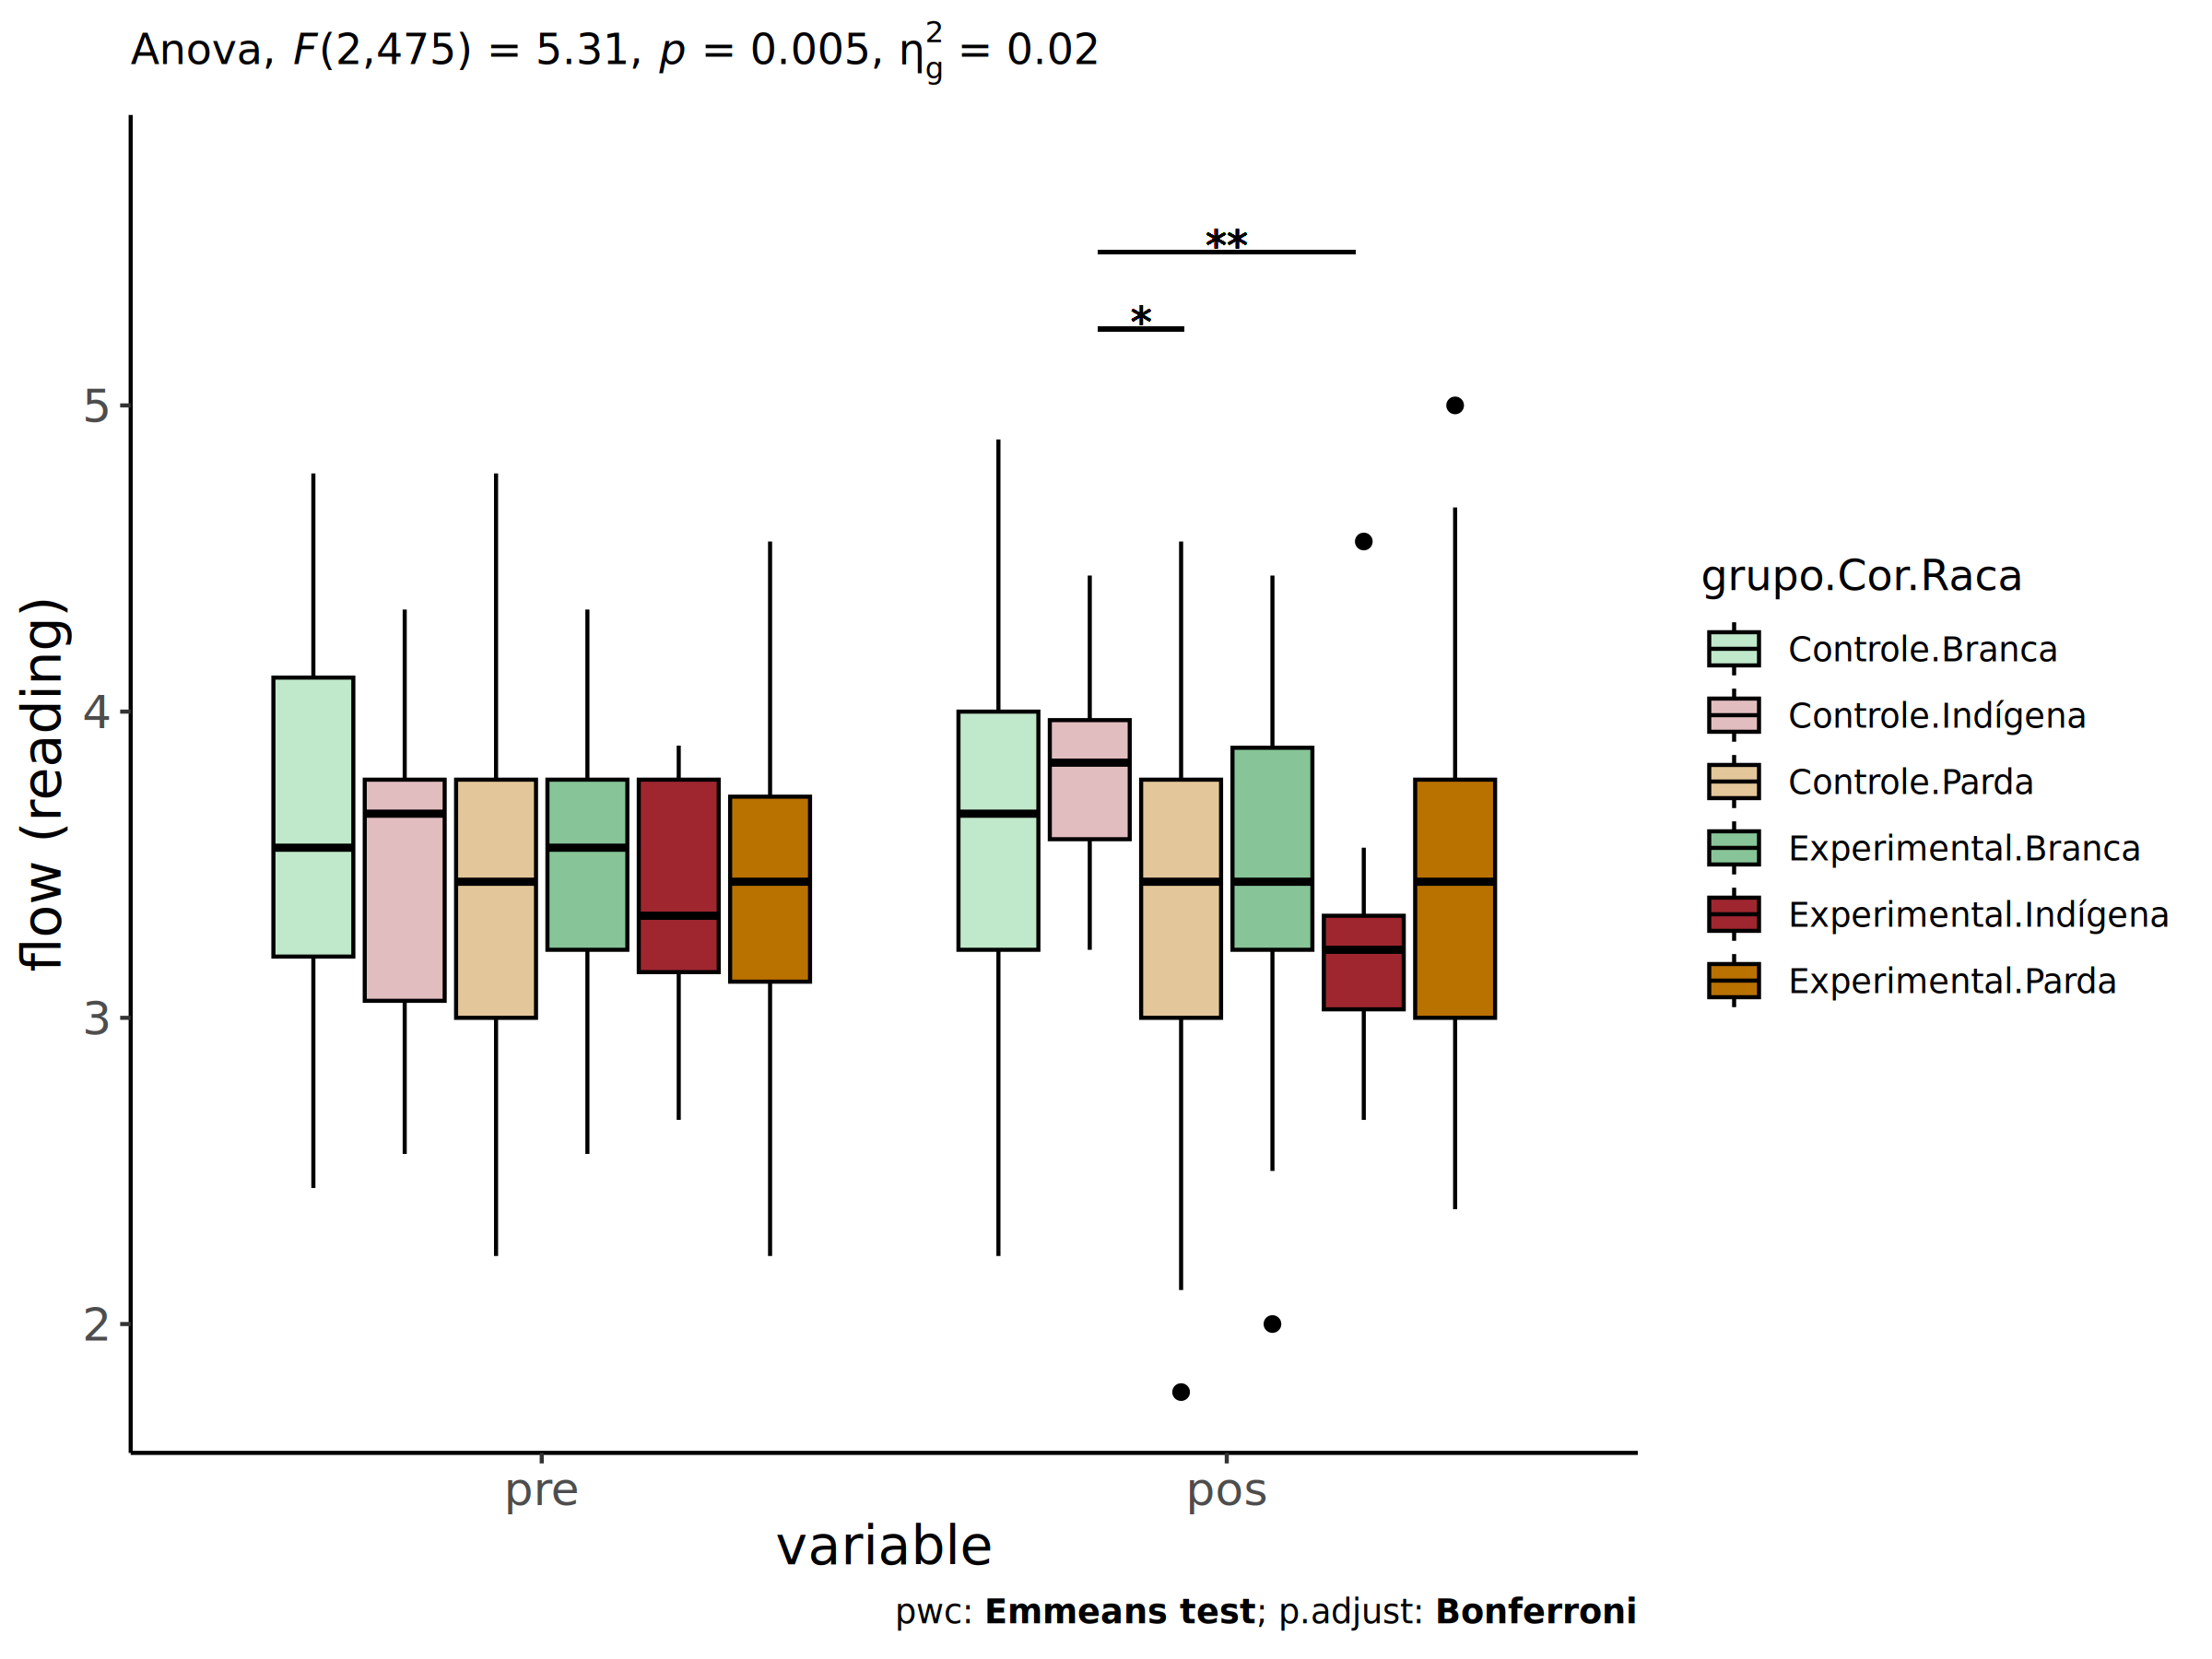 Anova, F(2,475) = 5.31, p = 0.005, η²g = 0.02
**
*
5
4
3
2
flow (reading)
pre
pos
variable
grupo.Cor.Raca
Controle.Branca
Controle.Indígena
Controle.Parda
Experimental.Branca
Experimental.Indígena
Experimental.Parda
pwc: Emmeans test; p.adjust: Bonferroni